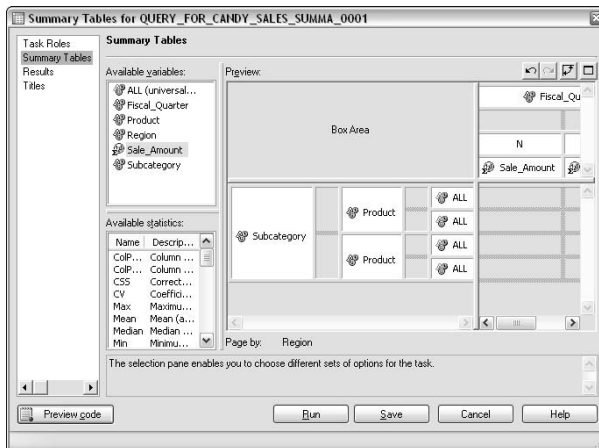 Summary Tables for QUERY_FOR_CANDY_SALES_SUMMA_0001
Task Roles
Summary Tables
Results
Titles
Summary Tables
Available variables:
ALL (universal...
Fiscal_Quarter
Product
Region
Sale_Amount
Subcategory
Available statistics:
Name Descrip...
ColP... Column ...
ColP... Column ...
CSS Correct...
CV Coeffici...
Max Maximu...
Mean Mean (a...
Median Median ...
Min Minimu...
Preview:
Box Area
Fiscal_Qu
N
Sale_Amount
Subcategory
Product
ALL
ALL
Product
ALL
ALL
Page by: Region
The selection pane enables you to choose different sets of options for the task.
Preview code
Run
Save
Cancel
Help